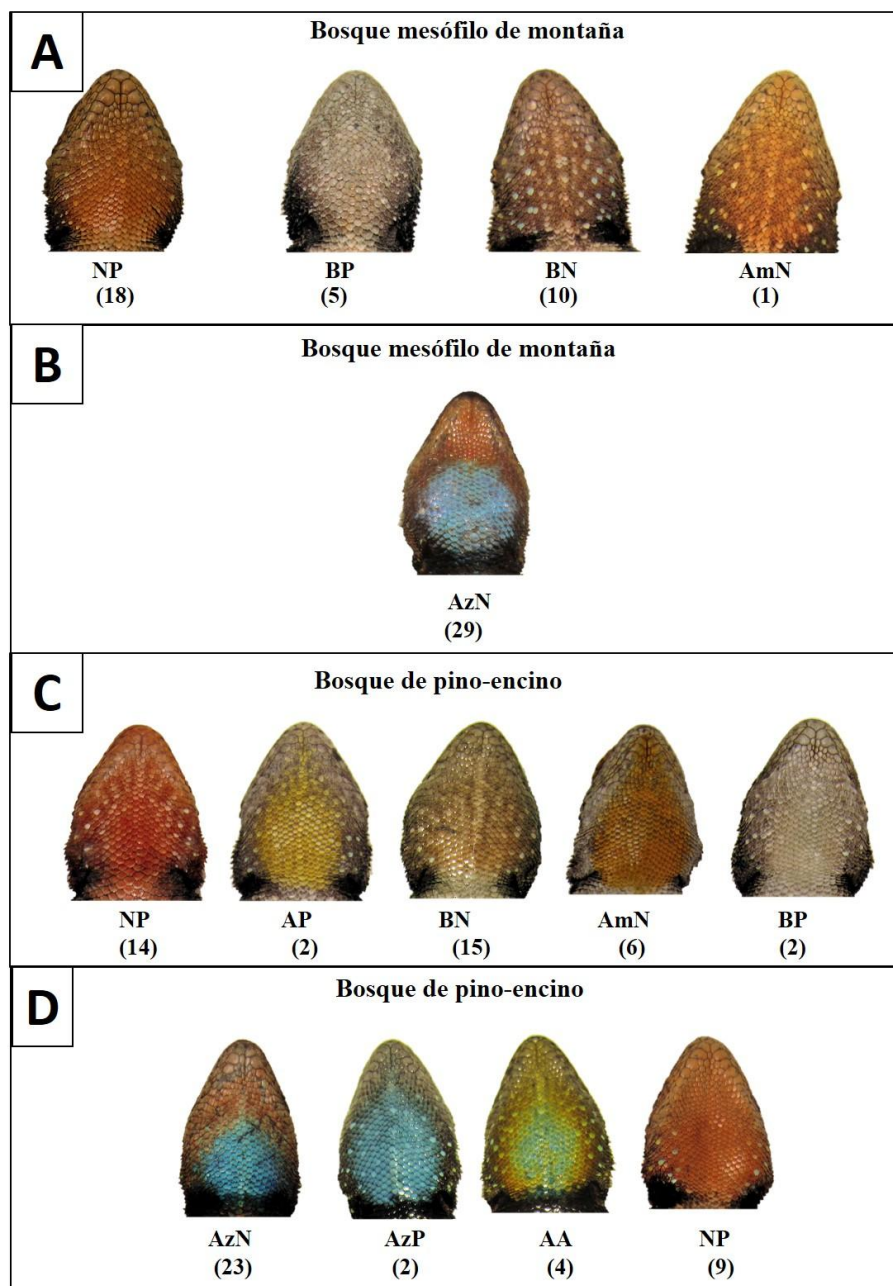 A
Bosque mesófilo de montaña
NP BP BN AmN
(18) (5) (10) (1)
B
Bosque mesófilo de montaña
AzN
(29)
C
Bosque de pino-encino
NP AP BN AmN BP
(14) (2) (15) (6) (2)
D
Bosque de pino-encino
AzN AzP AA NP
(23) (2) (4) (9)